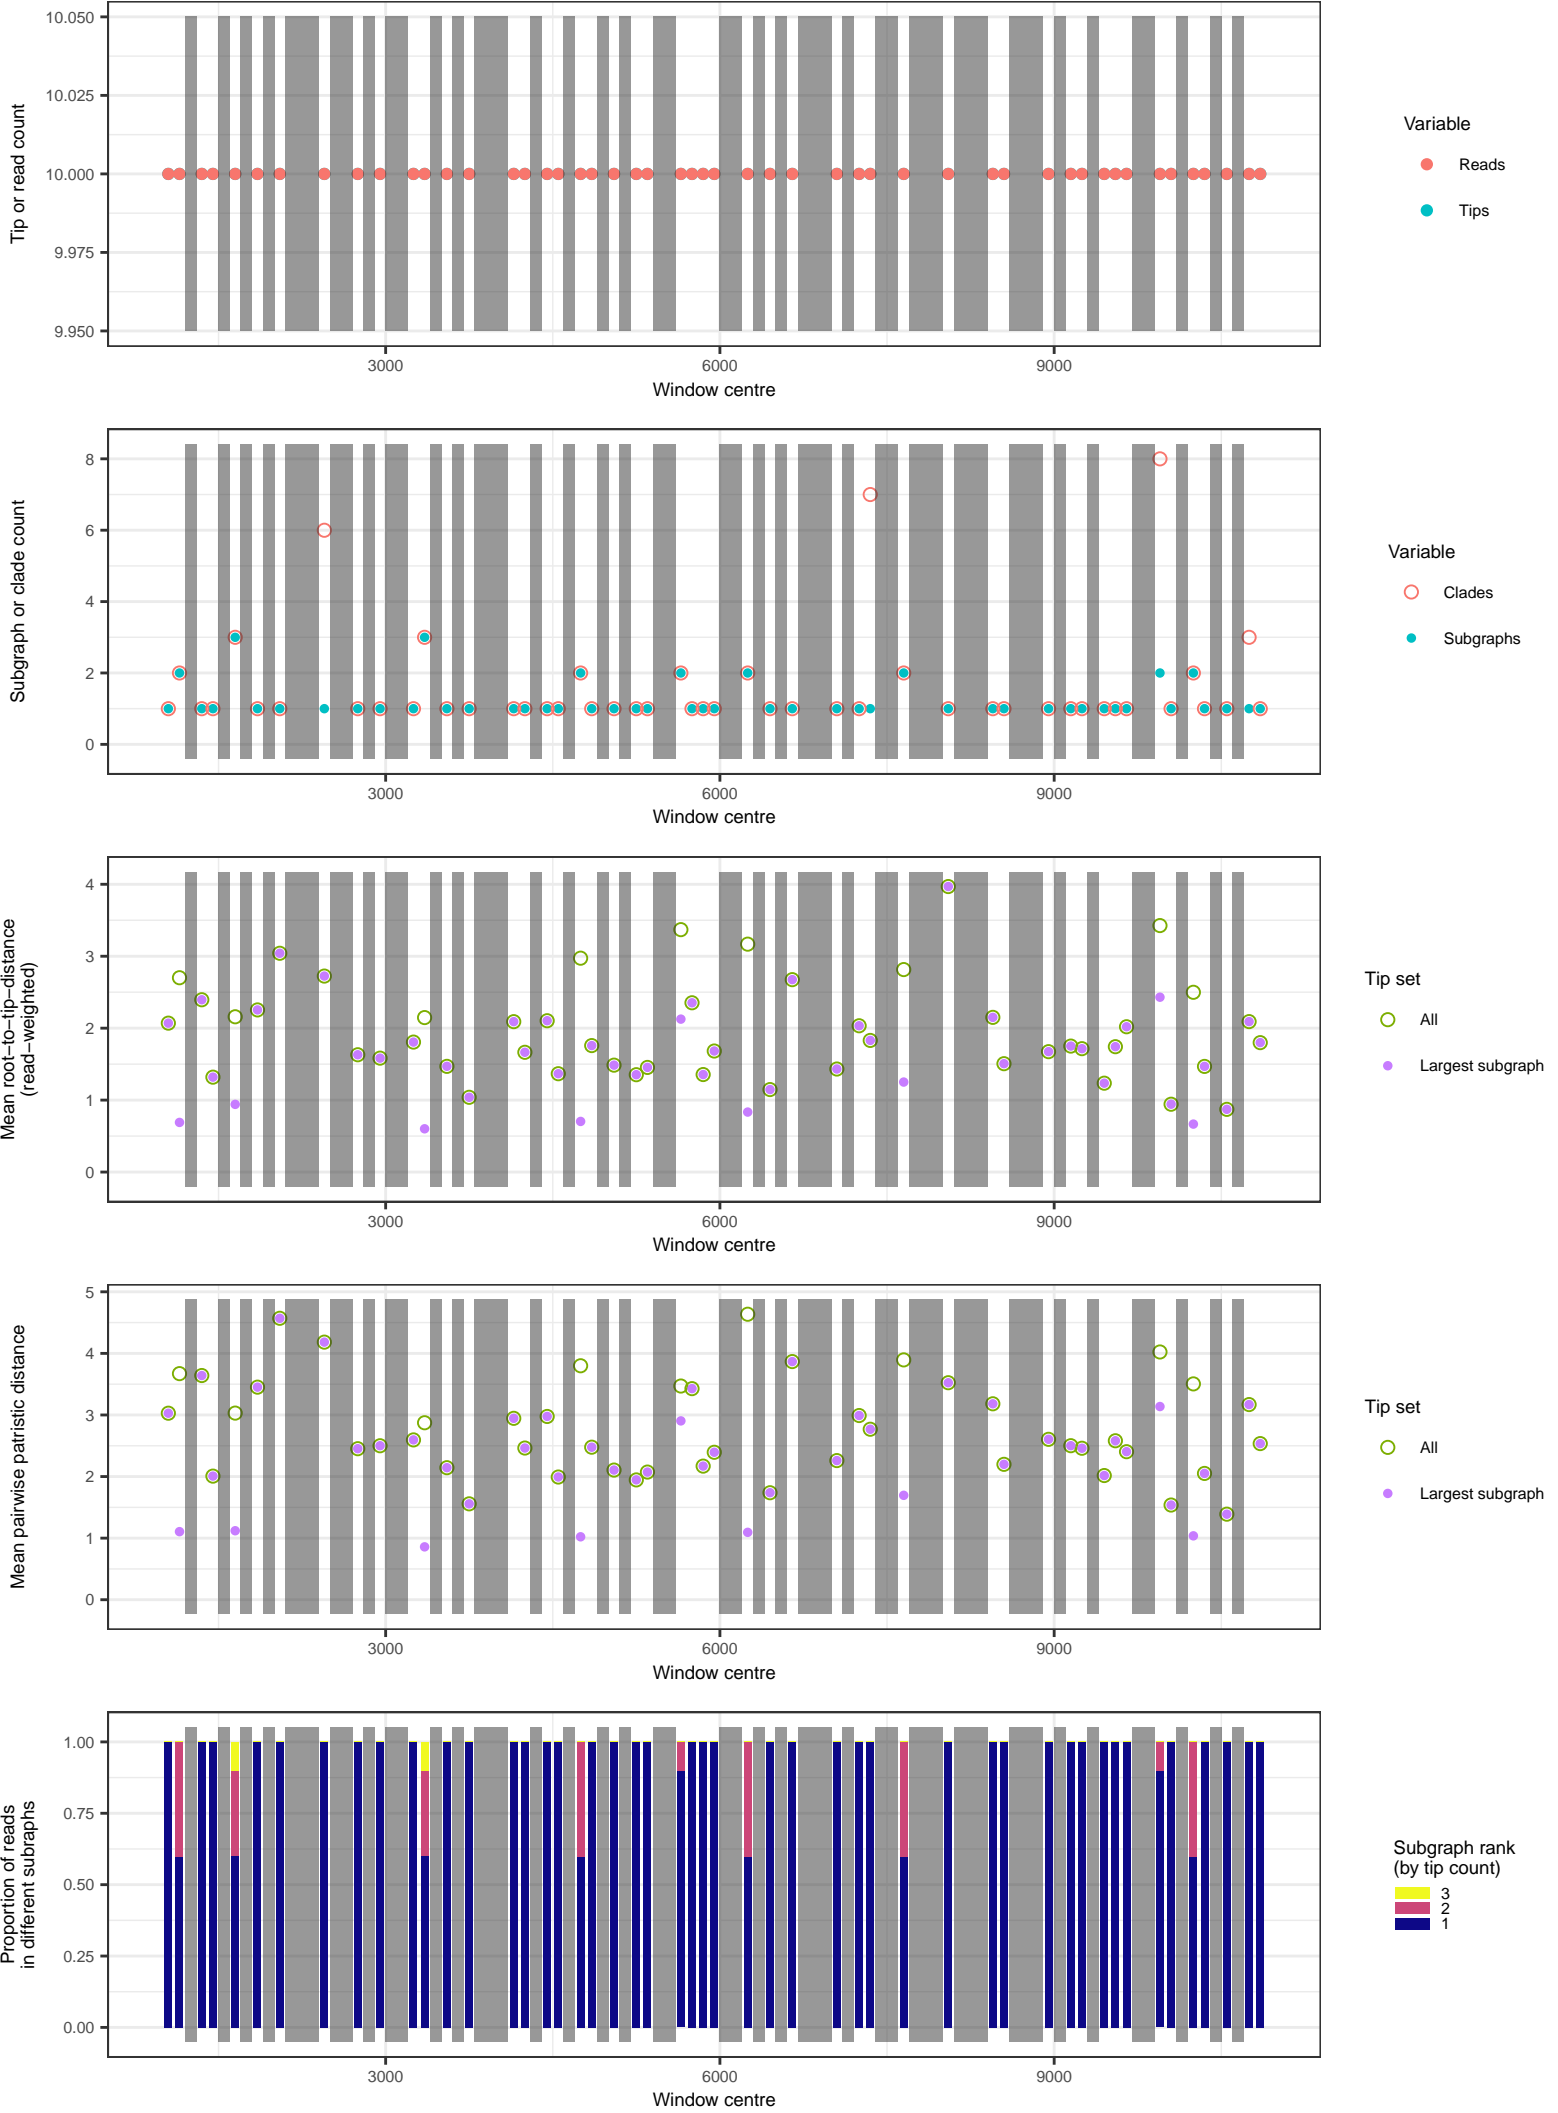 10.050
10.025
10.000
9.975
9.950
Tip or read count
3000
6000
9000
Window centre
Variable
Reads
Tips
8
6
4
2
0
Subgraph or clade count
3000
6000
9000
Window centre
Variable
Clades
Subgraphs
4
3
2
1
0
Mean root−to−tip−distance
(read−weighted)
3000
6000
9000
Window centre
Tip set
All
Largest subgraph
5
4
3
2
1
0
Mean pairwise patristic distance
3000
6000
9000
Window centre
Tip set
All
Largest subgraph
1.00
0.75
0.50
0.25
0.00
Proportion of reads
in different subraphs
3000
6000
9000
Window centre
Subgraph rank
(by tip count)
3
2
1